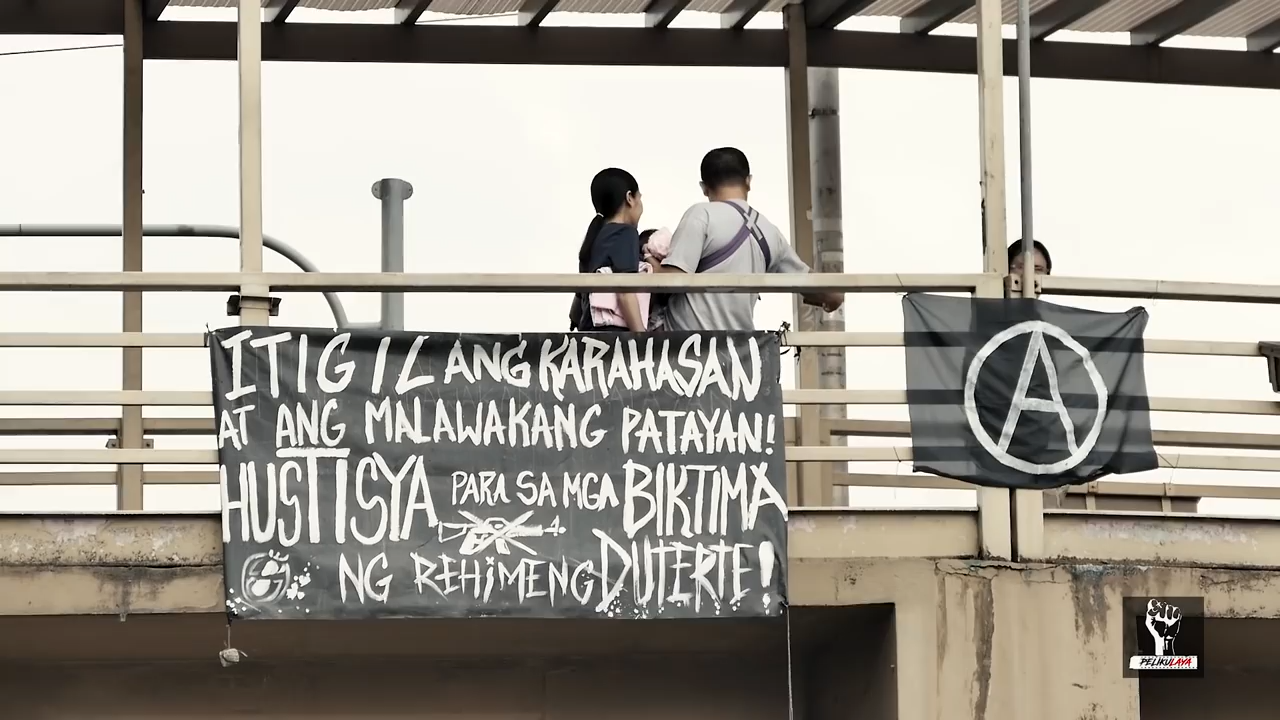 ITIGIL ANG KARAHASAN
AT ANG MALAWAKANG PATAYAN!
HUSTISYA PARA SA MGA BIKTIMA
NG REHIMENG DUTERTE!
A
PELIKULAYA